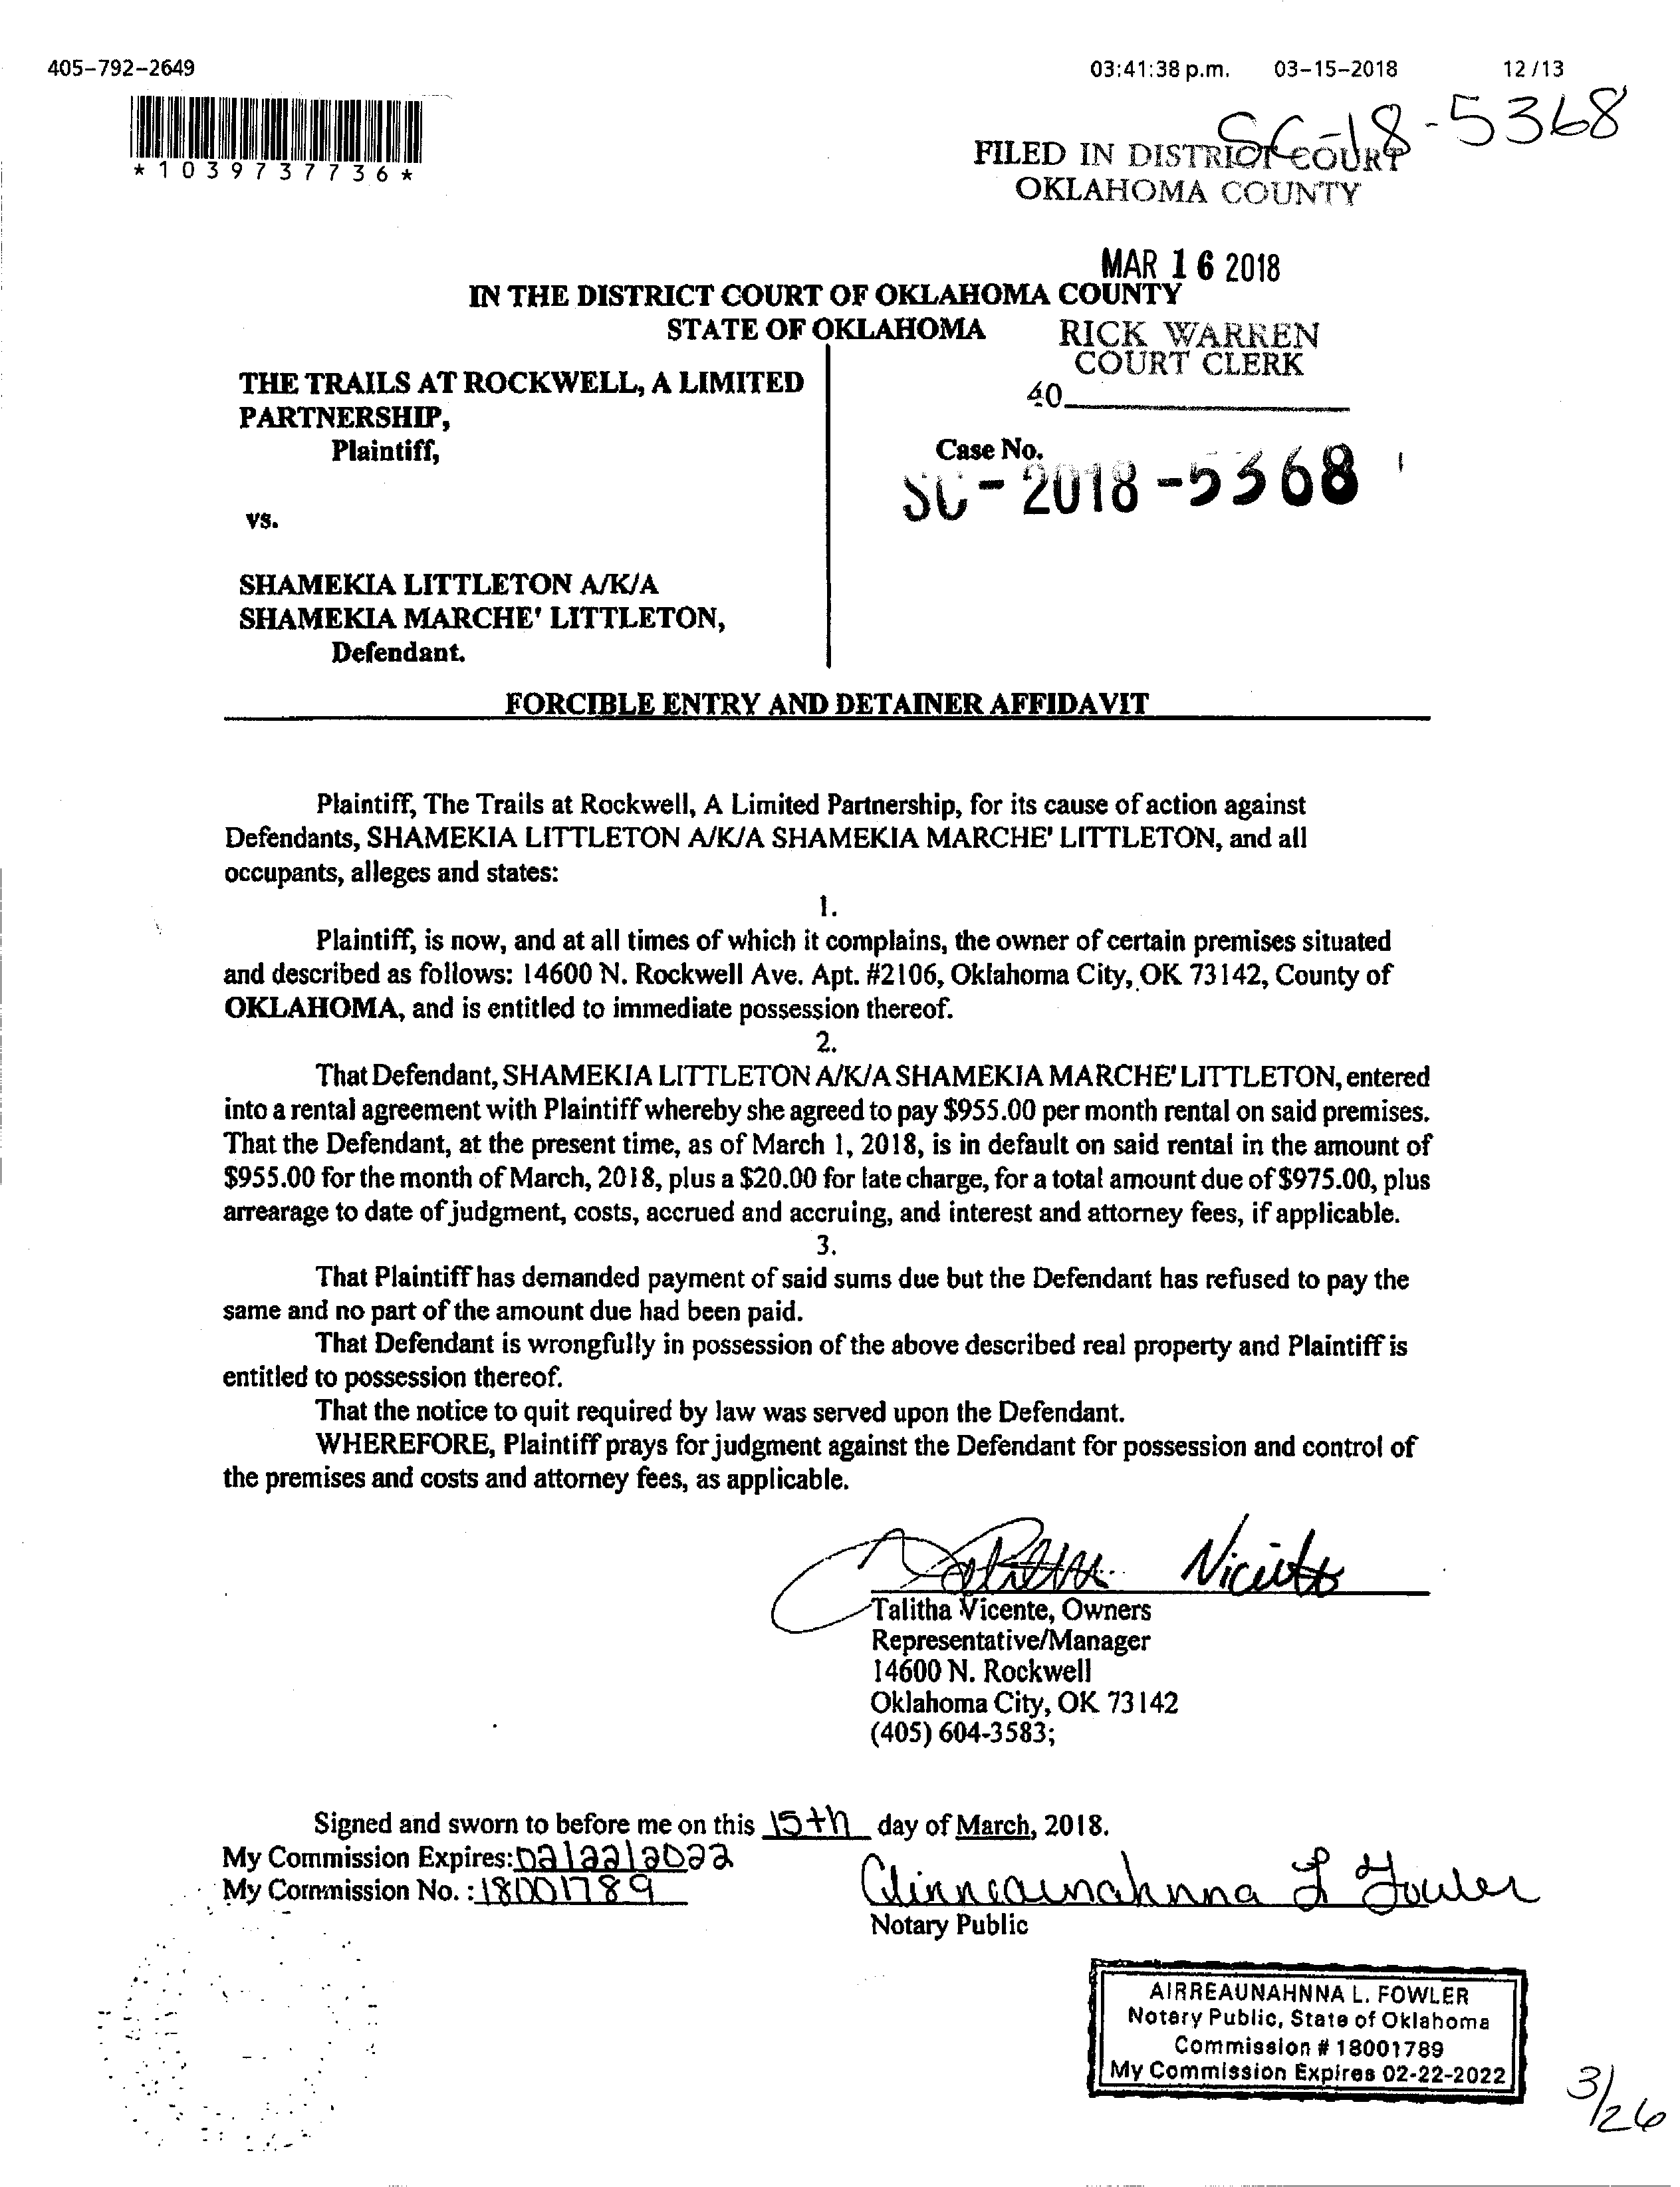 405-792-2649 03:41:38 p.m. 03-15-2018 12/13
*1039737736*
SC-18-5368
FILED IN DISTRICT COURT
OKLAHOMA COUNTY
MAR 16 2018
IN THE DISTRICT COURT OF OKLAHOMA COUNTY
STATE OF OKLAHOMA
RICK WARREN
COURT CLERK
40
THE TRAILS AT ROCKWELL, A LIMITED
PARTNERSHIP,
Plaintiff,
Case No.
SC-2018-5368
vs.
SHAMEKIA LITTLETON A/K/A
SHAMEKIA MARCHE' LITTLETON,
Defendant.
FORCIBLE ENTRY AND DETAINER AFFIDAVIT
Plaintiff, The Trails at Rockwell, A Limited Partnership, for its cause of action against
Defendants, SHAMEKIA LITTLETON A/K/A SHAMEKIA MARCHE' LITTLETON, and all
occupants, alleges and states:
1.
Plaintiff, is now, and at all times of which it complains, the owner of certain premises situated
and described as follows: 14600 N. Rockwell Ave. Apt. #2106, Oklahoma City, OK 73142, County of
OKLAHOMA, and is entitled to immediate possession thereof.
2.
That Defendant, SHAMEKIA LITTLETON A/K/A SHAMEKIA MARCHE' LITTLETON, entered
into a rental agreement with Plaintiff whereby she agreed to pay $955.00 per month rental on said premises.
That the Defendant, at the present time, as of March 1, 2018, is in default on said rental in the amount of
$955.00 for the month of March, 2018, plus a $20.00 for late charge, for a total amount due of $975.00, plus
arrearage to date of judgment, costs, accrued and accruing, and interest and attorney fees, if applicable.
3.
That Plaintiff has demanded payment of said sums due but the Defendant has refused to pay the
same and no part of the amount due had been paid.
That Defendant is wrongfully in possession of the above described real property and Plaintiff is
entitled to possession thereof.
That the notice to quit required by law was served upon the Defendant.
WHEREFORE, Plaintiff prays for judgment against the Defendant for possession and control of
the premises and costs and attorney fees, as applicable.
Talitha Vicente, Owners
Representative/Manager
14600 N. Rockwell
Oklahoma City, OK 73142
(405) 604-3583;
Signed and sworn to before me on this 15th day of March, 2018.
My Commission Expires: 02/22/2022
My Commission No. : 18001789
Airreaunahnna L Fowler
Notary Public
AIRREAUNAHNNA L. FOWLER
Notary Public, State of Oklahoma
Commission # 18001789
My Commission Expires 02-22-2022
3/26